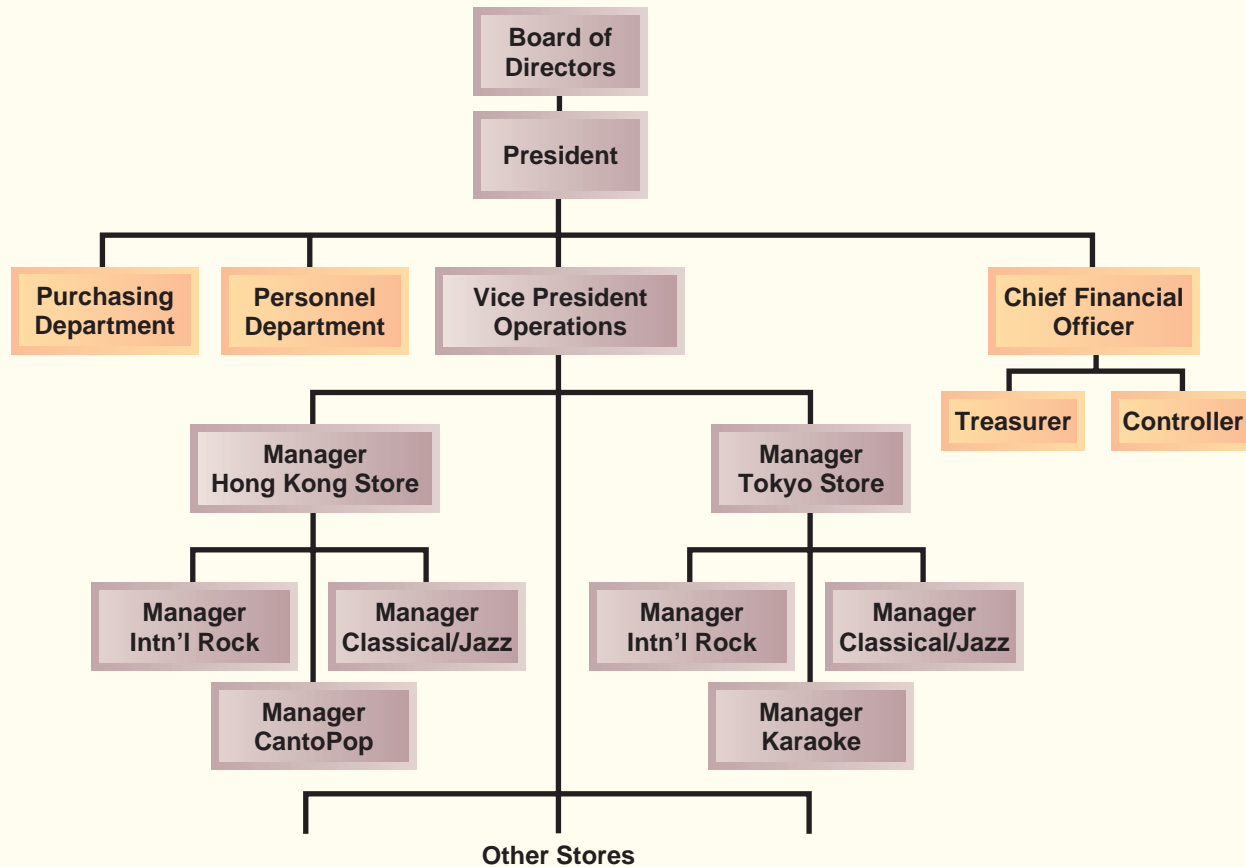 Board of
Directors
President
Purchasing
Department
Personnel
Department
Vice President
Operations
Chief Financial
Officer
Treasurer
Controller
Manager
Hong Kong Store
Manager
Tokyo Store
Manager
Intn’l Rock
Manager
Classical/Jazz
Manager
Intn’l Rock
Manager
Classical/Jazz
Manager
CantoPop
Manager
Karaoke
Other Stores